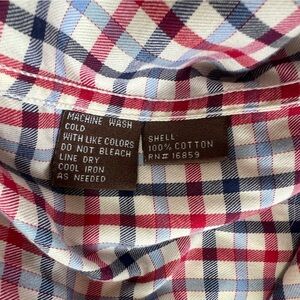 MACHINE WASH
COLD
WITH LIKE COLORS
DO NOT BLEACH
LINE DRY
COOL IRON
AS NEEDED
SHELL
100% COTTON
RN# 16859